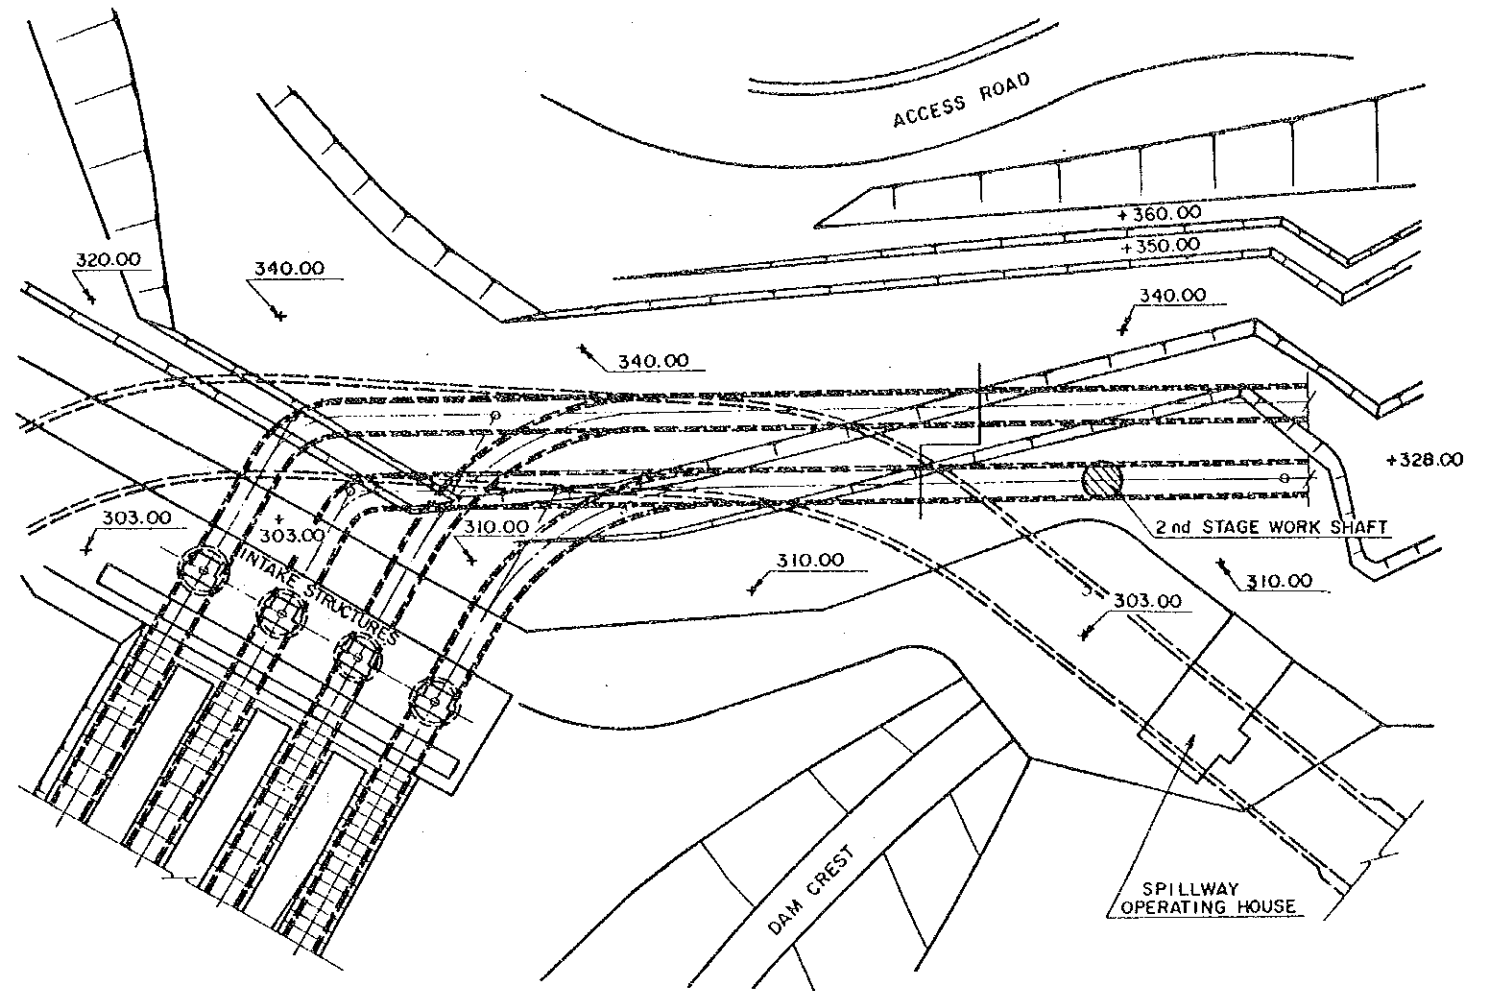 ACCESS ROAD
+360.00
+350.00
320.00
340.00
340.00
340.00
+328.00
303.00
+
303.00
310.00
2nd STAGE WORK SHAFT
INTAKE STRUCTURES
310.00
310.00
303.00
DAM CREST
SPILLWAY
OPERATING HOUSE